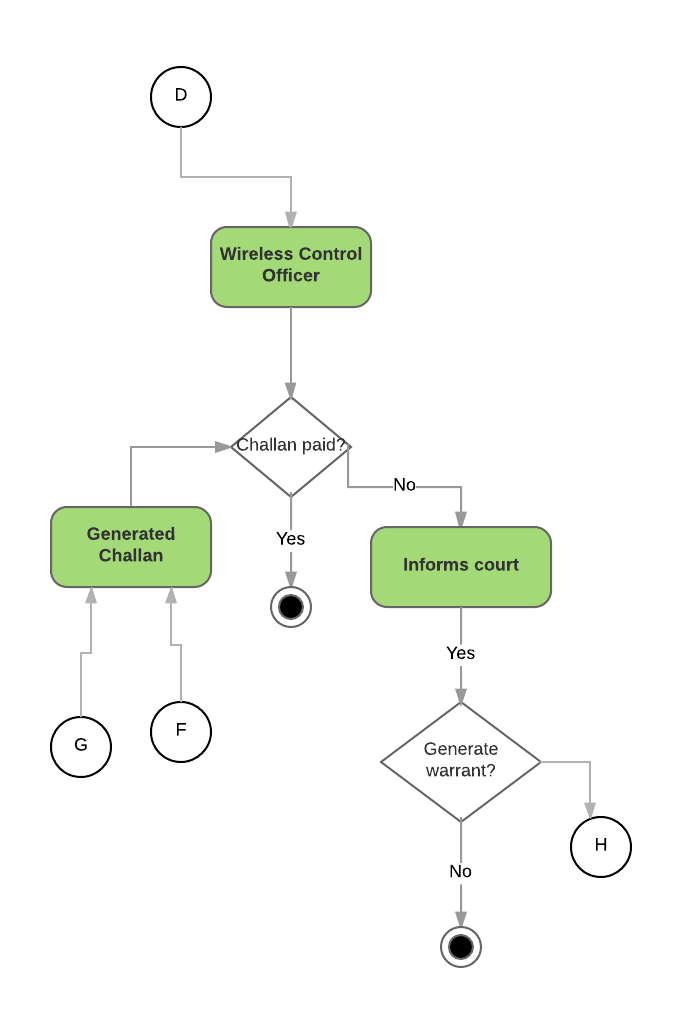 D
Wireless Control
Officer
Challan paid?
No
Generated
Challan
Yes
Informs court
Yes
G
F
Generate
warrant?
H
No